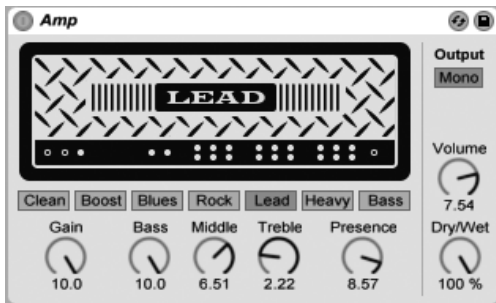 Amp
LEAD
Output
Mono
Volume
7.54
Clean Boost Blues Rock Lead Heavy Bass
Gain Bass Middle Treble Presence Dry/Wet
10.0 10.0 6.51 2.22 8.57 100 %